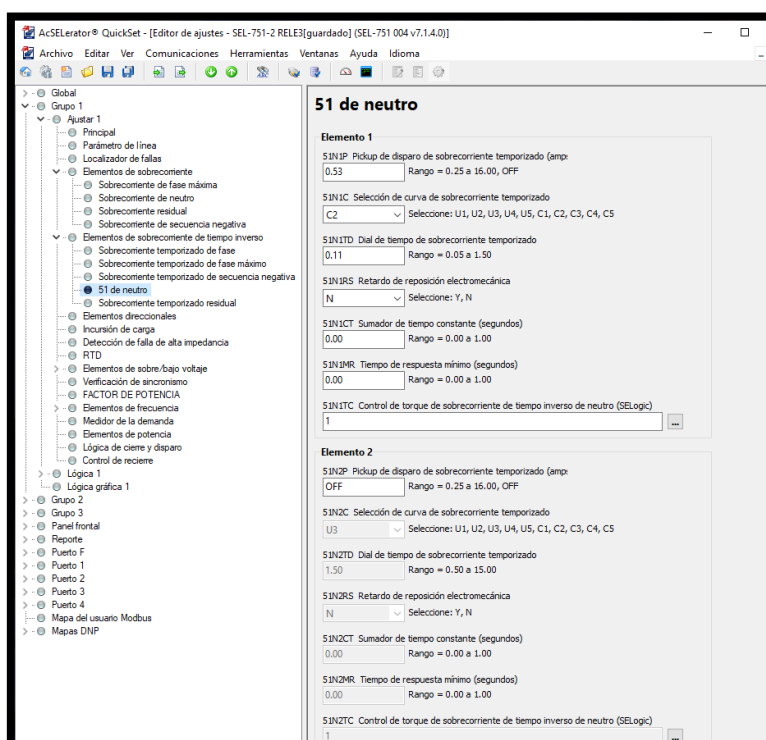 AcSELerator® QuickSet - [Editor de ajustes - SEL-751-2 RELE3[guardado] (SEL-751 004 v7.1.4.0)]
Archivo Editar Ver Comunicaciones Herramientas Ventanas Ayuda Idioma
Global
Grupo 1
Ajustar 1
Principal
Parámetro de línea
Localizador de fallas
Elementos de sobrecorriente
Sobrecorriente de fase máxima
Sobrecorriente de neutro
Sobrecorriente residual
Sobrecorriente de secuencia negativa
Elementos de sobrecorriente de tiempo inverso
Sobrecorriente temporizado de fase
Sobrecorriente temporizado de fase máximo
Sobrecorriente temporizado de secuencia negativa
51 de neutro
Sobrecorriente temporizado residual
Elementos direccionales
Incursión de carga
Detección de falla de alta impedancia
RTD
Elementos de sobre/bajo voltaje
Verificación de sincronismo
FACTOR DE POTENCIA
Elementos de frecuencia
Medidor de la demanda
Elementos de potencia
Lógica de cierre y disparo
Control de recierre
Lógica 1
Lógica gráfica 1
Grupo 2
Grupo 3
Panel frontal
Reporte
Puerto F
Puerto 1
Puerto 2
Puerto 3
Puerto 4
Mapa del usuario Modbus
Mapas DNP
51 de neutro
Elemento 1
51N1P Pickup de disparo de sobrecorriente temporizado (amp:
0.53 Rango = 0.25 a 16.00, OFF
51N1C Selección de curva de sobrecorriente temporizado
C2 Seleccione: U1, U2, U3, U4, U5, C1, C2, C3, C4, C5
51N1TD Dial de tiempo de sobrecorriente temporizado
0.11 Rango = 0.05 a 1.50
51N1RS Retardo de reposición electromecánica
N Seleccione: Y, N
51N1CT Sumador de tiempo constante (segundos)
0.00 Rango = 0.00 a 1.00
51N1MR Tiempo de respuesta mínimo (segundos)
0.00 Rango = 0.00 a 1.00
51N1TC Control de torque de sobrecorriente de tiempo inverso de neutro (SELogic)
1 ...
Elemento 2
51N2P Pickup de disparo de sobrecorriente temporizado (amp:
OFF Rango = 0.25 a 16.00, OFF
51N2C Selección de curva de sobrecorriente temporizado
U3 Seleccione: U1, U2, U3, U4, U5, C1, C2, C3, C4, C5
51N2TD Dial de tiempo de sobrecorriente temporizado
1.50 Rango = 0.50 a 15.00
51N2RS Retardo de reposición electromecánica
N Seleccione: Y, N
51N2CT Sumador de tiempo constante (segundos)
0.00 Rango = 0.00 a 1.00
51N2MR Tiempo de respuesta mínimo (segundos)
0.00 Rango = 0.00 a 1.00
51N2TC Control de torque de sobrecorriente de tiempo inverso de neutro (SELogic)
1 ...